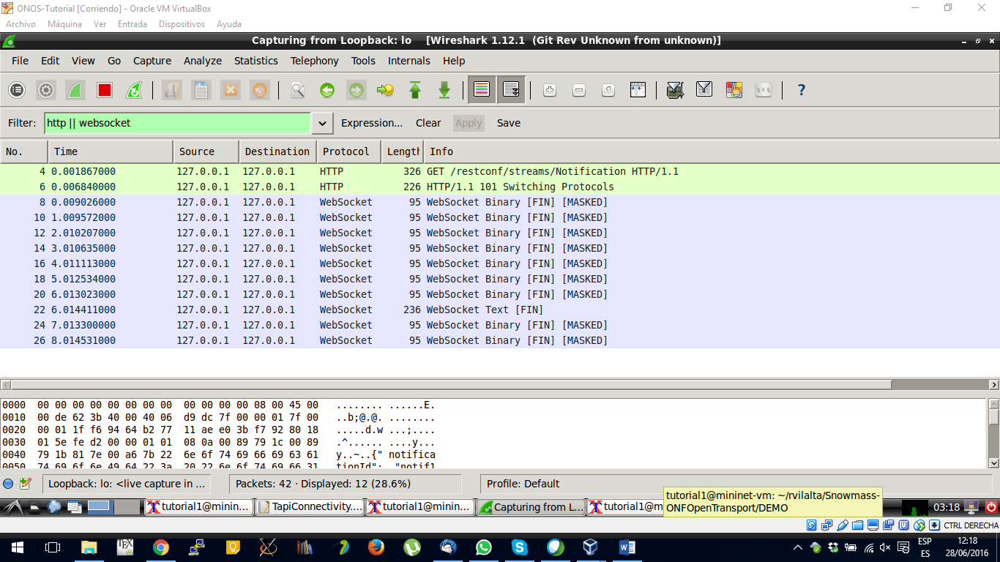 ONOS-Tutorial [Corriendo] - Oracle VM VirtualBox
Archivo Máquina Ver Entrada Dispositivos Ayuda
Capturing from Loopback: lo [Wireshark 1.12.1 (Git Rev Unknown from unknown)]
File Edit View Go Capture Analyze Statistics Telephony Tools Internals Help
Filter: http || websocket Expression... Clear Apply Save
No. Time Source Destination Protocol Length Info
4 0.001867000 127.0.0.1 127.0.0.1 HTTP 326 GET /restconf/streams/Notification HTTP/1.1
6 0.006840000 127.0.0.1 127.0.0.1 HTTP 226 HTTP/1.1 101 Switching Protocols
8 0.009026000 127.0.0.1 127.0.0.1 WebSocket 95 WebSocket Binary [FIN] [MASKED]
10 1.009572000 127.0.0.1 127.0.0.1 WebSocket 95 WebSocket Binary [FIN] [MASKED]
12 2.010207000 127.0.0.1 127.0.0.1 WebSocket 95 WebSocket Binary [FIN] [MASKED]
14 3.010635000 127.0.0.1 127.0.0.1 WebSocket 95 WebSocket Binary [FIN] [MASKED]
16 4.011113000 127.0.0.1 127.0.0.1 WebSocket 95 WebSocket Binary [FIN] [MASKED]
18 5.012534000 127.0.0.1 127.0.0.1 WebSocket 95 WebSocket Binary [FIN] [MASKED]
20 6.013023000 127.0.0.1 127.0.0.1 WebSocket 95 WebSocket Binary [FIN] [MASKED]
22 6.014411000 127.0.0.1 127.0.0.1 WebSocket 236 WebSocket Text [FIN]
24 7.013300000 127.0.0.1 127.0.0.1 WebSocket 95 WebSocket Binary [FIN] [MASKED]
26 8.014531000 127.0.0.1 127.0.0.1 WebSocket 95 WebSocket Binary [FIN] [MASKED]
0000 00 00 00 00 00 00 00 00 00 00 00 00 08 00 45 00 ........ ......E.
0010 00 de 62 3b 40 00 40 06 d9 dc 7f 00 00 01 7f 00 ..b;@.@. ........
0020 00 01 1f f6 94 64 b2 77 11 ae e0 3b f7 92 80 18 .....d.w ...;....
0030 01 5e fe d2 00 00 01 01 08 0a 00 89 79 1c 00 89 .^...... ....y...
0040 79 1b 81 7e 00 a6 7b 22 6e 6f 74 69 66 69 63 61 y..~..{" notifica
0050 74 69 6f 6e 49 64 22 3a 20 22 6e 6f 74 69 66 31 tionId": "notif1
Loopback: lo: <live capture in ... Packets: 42 · Displayed: 12 (28.6%) Profile: Default
tutorial1@mininet-vm: ~/rvilalta/Snowmass-
ONFOpenTransport/DEMO
tutorial1@minin... TapiConnectivity.... tutorial1@minin... Capturing from L... tutorial1@m 03:18
CTRL DERECHA
ESP 12:18
ES 28/06/2016